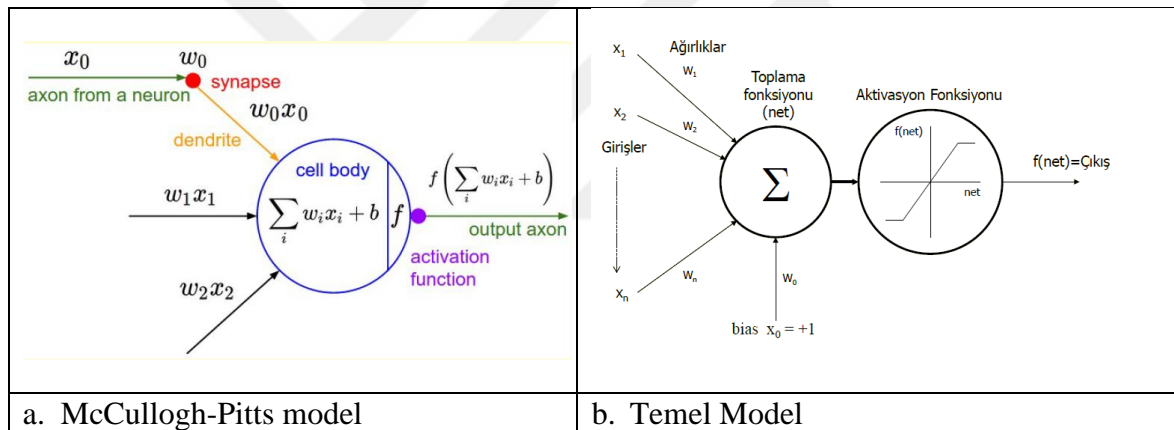 x₀
w₀
synapse
axon from a neuron
w₀x₀
dendrite
cell body
f(∑ᵢ wᵢxᵢ + b)
w₁x₁
∑ᵢ wᵢxᵢ + b
f
output axon
activation
function
w₂x₂
a. McCullogh-Pitts model
x₁
Ağırlıklar
W₁
Toplama
fonksiyonu
(net)
Aktivasyon Fonksiyonu
x₂
W₂
f(net)
Girişler
Σ
f(net)=Çıkış
net
xₙ
Wₙ
W₀
bias x₀ = +1
b. Temel Model